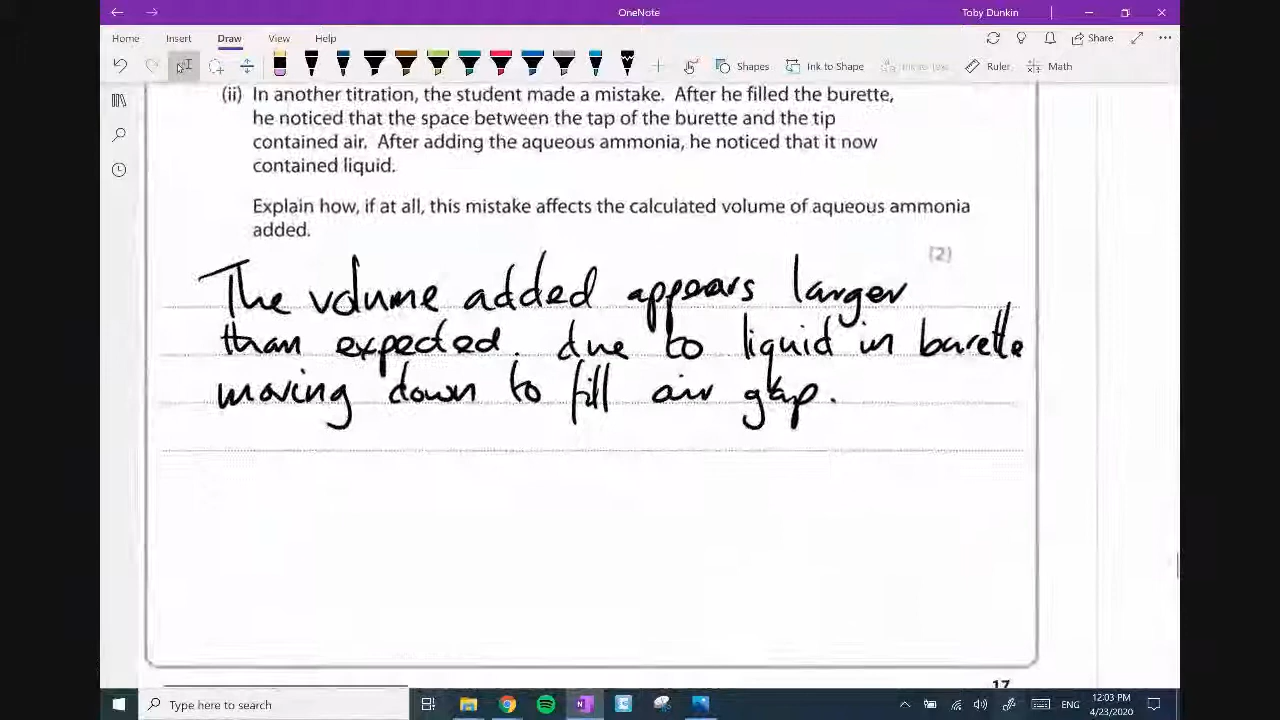 OneNote
Toby Dunkin
Home Insert Draw View Help
Share
Shapes Ink to Shape Ink to Text Ruler Math
(ii) In another titration, the student made a mistake. After he filled the burette,
he noticed that the space between the tap of the burette and the tip
contained air. After adding the aqueous ammonia, he noticed that it now
contained liquid.
Explain how, if at all, this mistake affects the calculated volume of aqueous ammonia
added.
(2)
The volume added appears larger
than expected. due to liquid in burette
moving down to fill air gap.
17
Type here to search
ENG
12:03 PM
4/23/2020